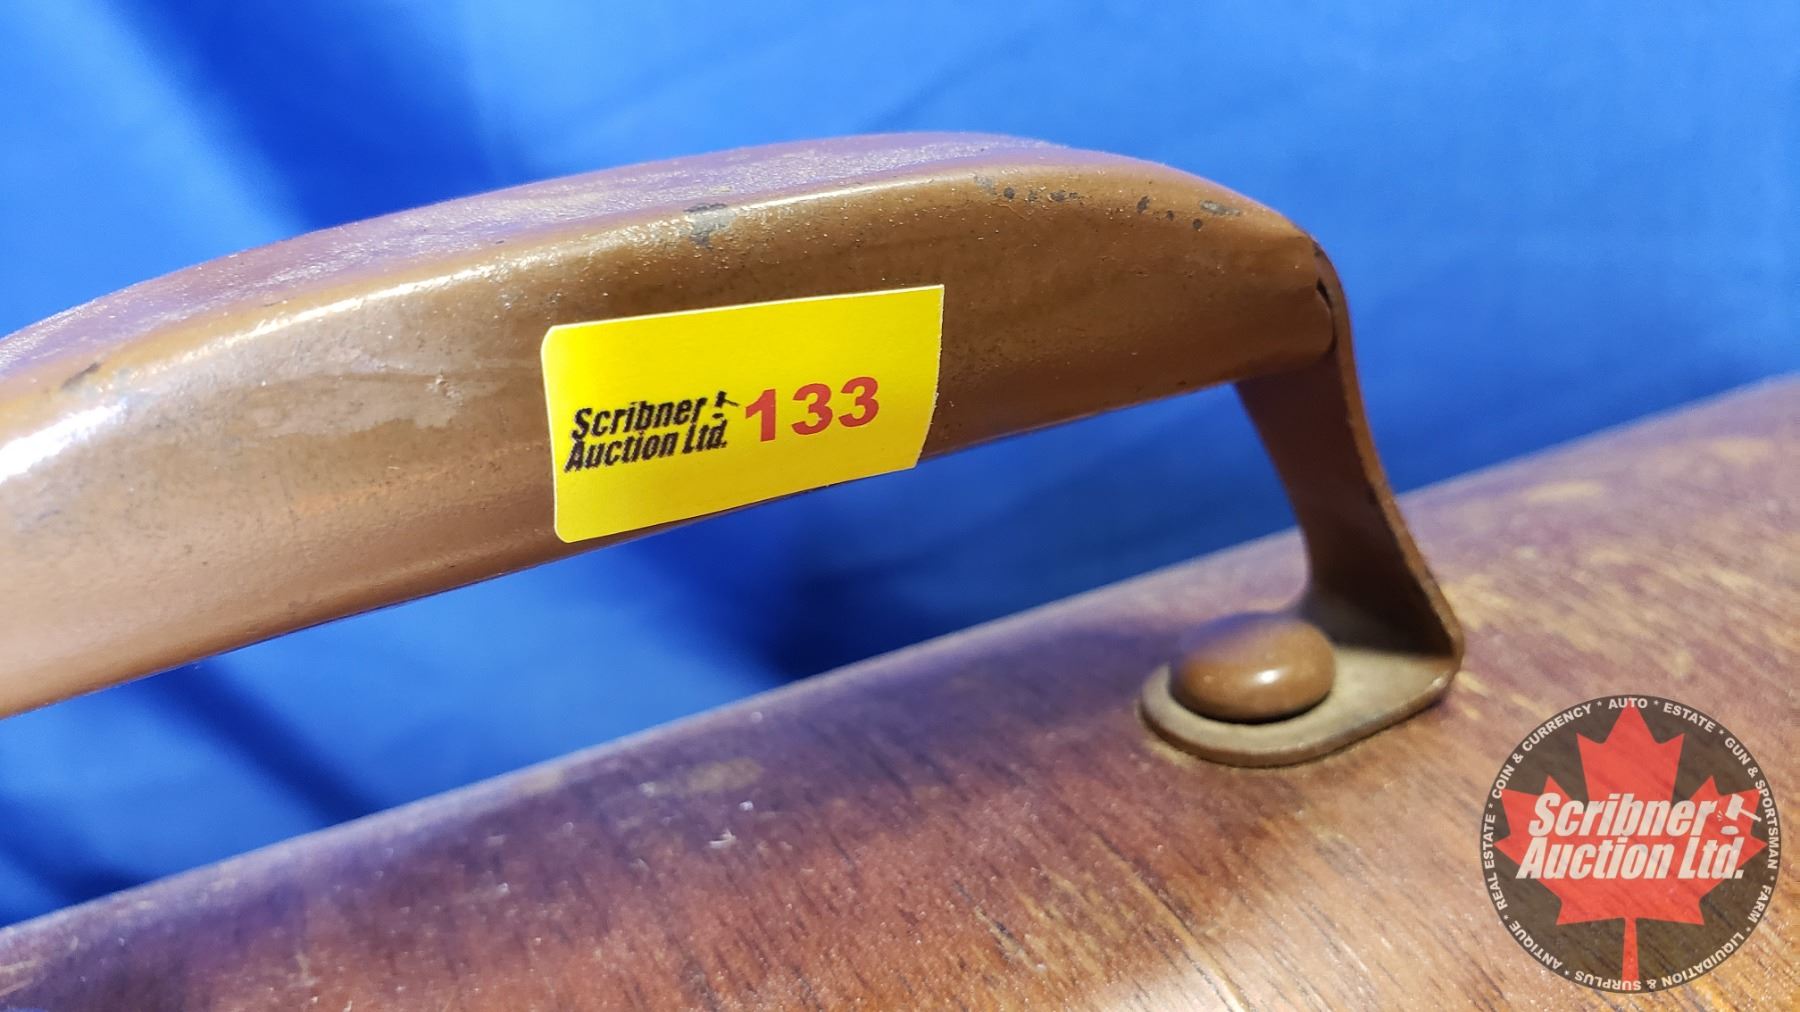 Scribner
Auction Ltd.
133
COIN & CURRENCY * AUTO * ESTATE * GUN & SPORTSMAN * FARM * LIQUIDATION & SURPLUS * ANTIQUE * REAL ESTATE *
Scribner
Auction Ltd.